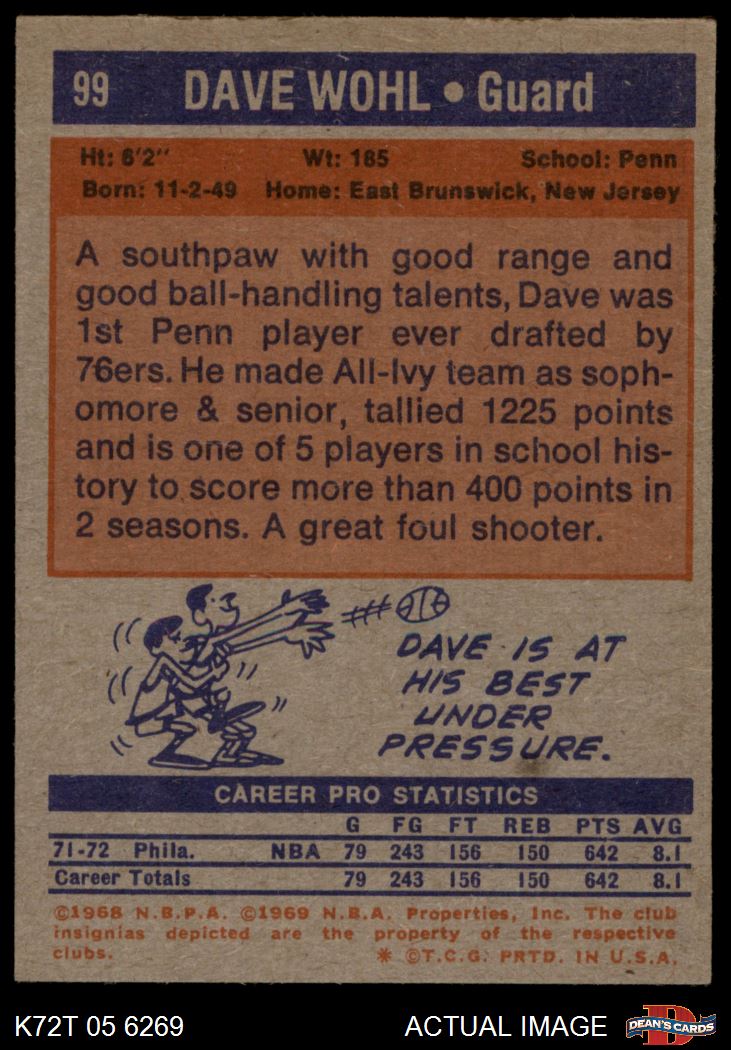 99 DAVE WOHL • Guard
Ht: 6'2" Wt: 185 School: Penn
Born: 11-2-49 Home: East Brunswick, New Jersey
A southpaw with good range and
good ball-handling talents, Dave was
1st Penn player ever drafted by
76ers. He made All-Ivy team as soph-
omore & senior, tallied 1225 points
and is one of 5 players in school his-
tory to score more than 400 points in
2 seasons. A great foul shooter.
DAVE IS AT
HIS BEST
UNDER
PRESSURE.
CAREER PRO STATISTICS
G FG FT REB PTS AVG
71-72 Phila. NBA 79 243 156 150 642 8.1
Career Totals 79 243 156 150 642 8.1
©1968 N.B.P.A. ©1969 N.B.A. Properties, Inc. The club
insignias depicted are the property of the respective
clubs. * ©T.C.G. PRTD. IN U.S.A.
K72T 05 6269 ACTUAL IMAGE D DEAN'S CARDS